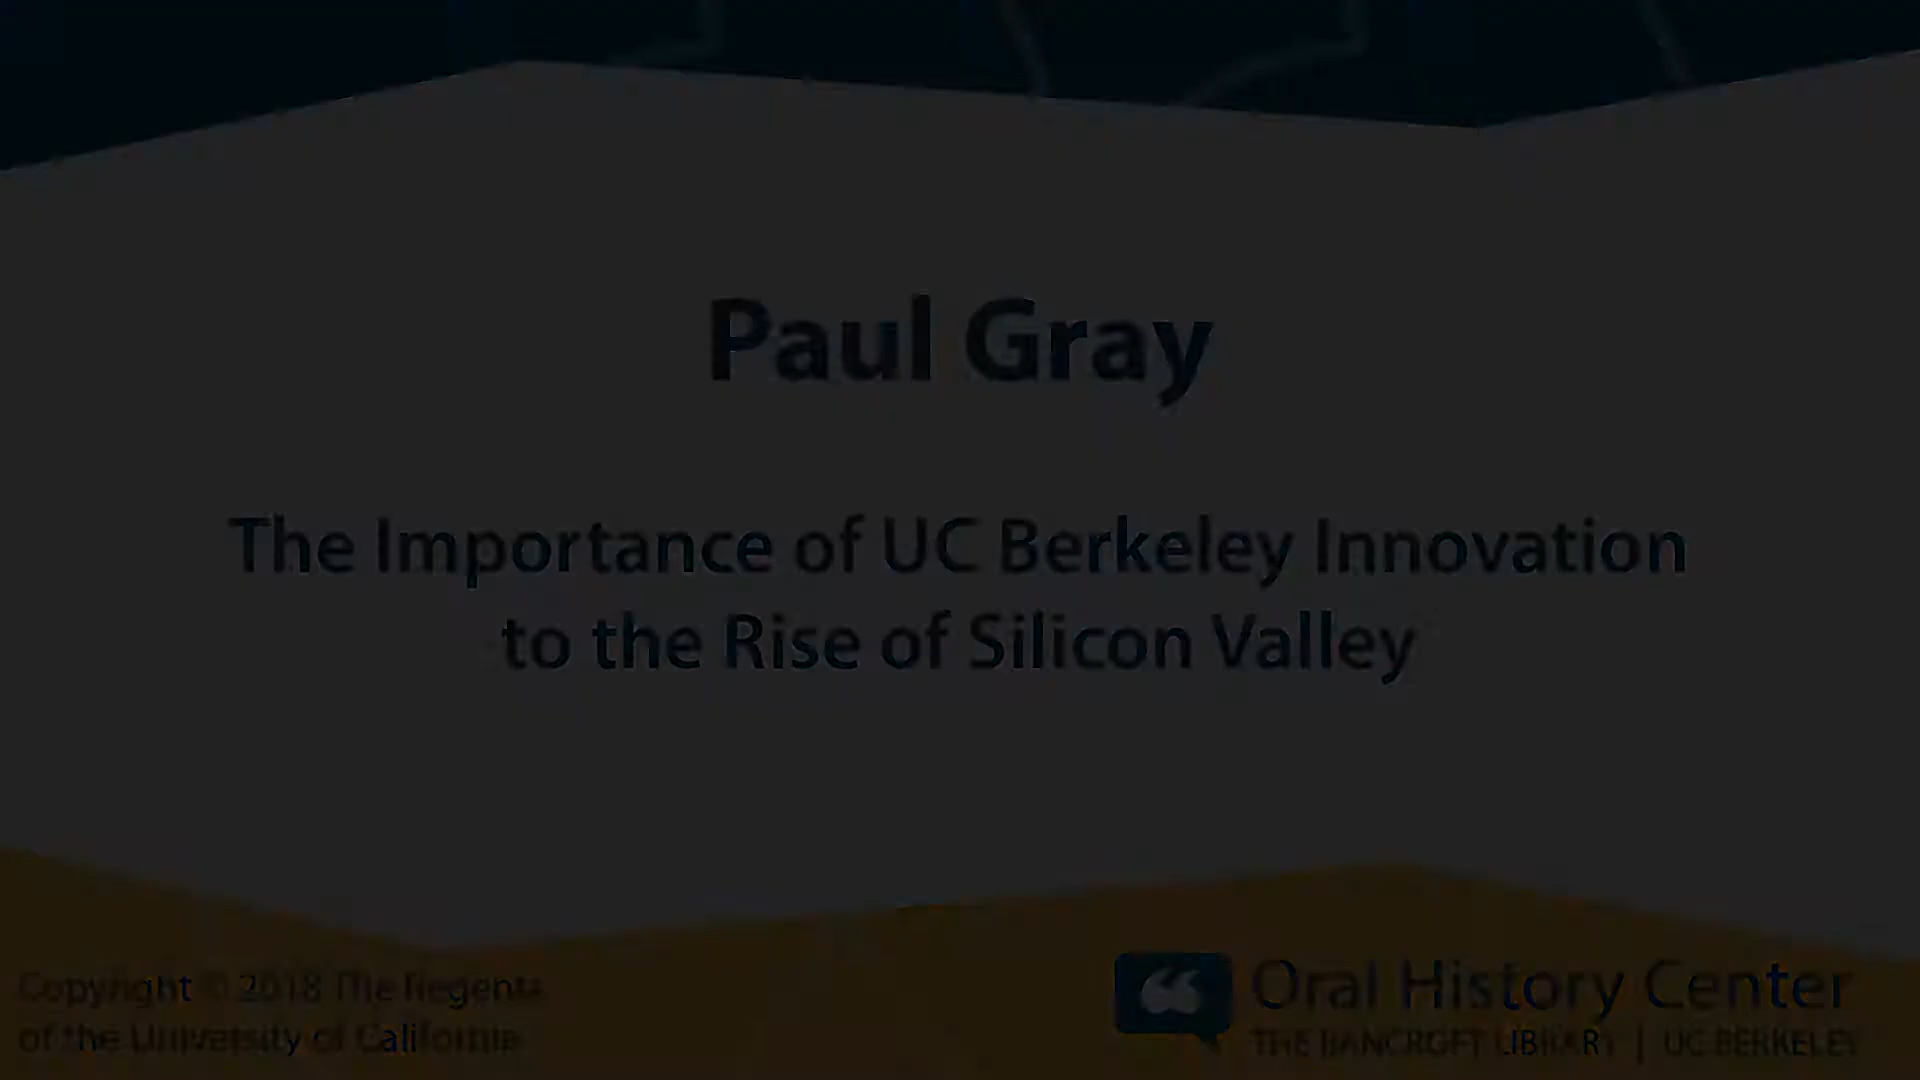 Paul Gray
The Importance of UC Berkeley Innovation
to the Rise of Silicon Valley
Copyright © 2018 The Regents
of the University of California
Oral History Center
THE BANCROFT LIBRARY | UC BERKELEY